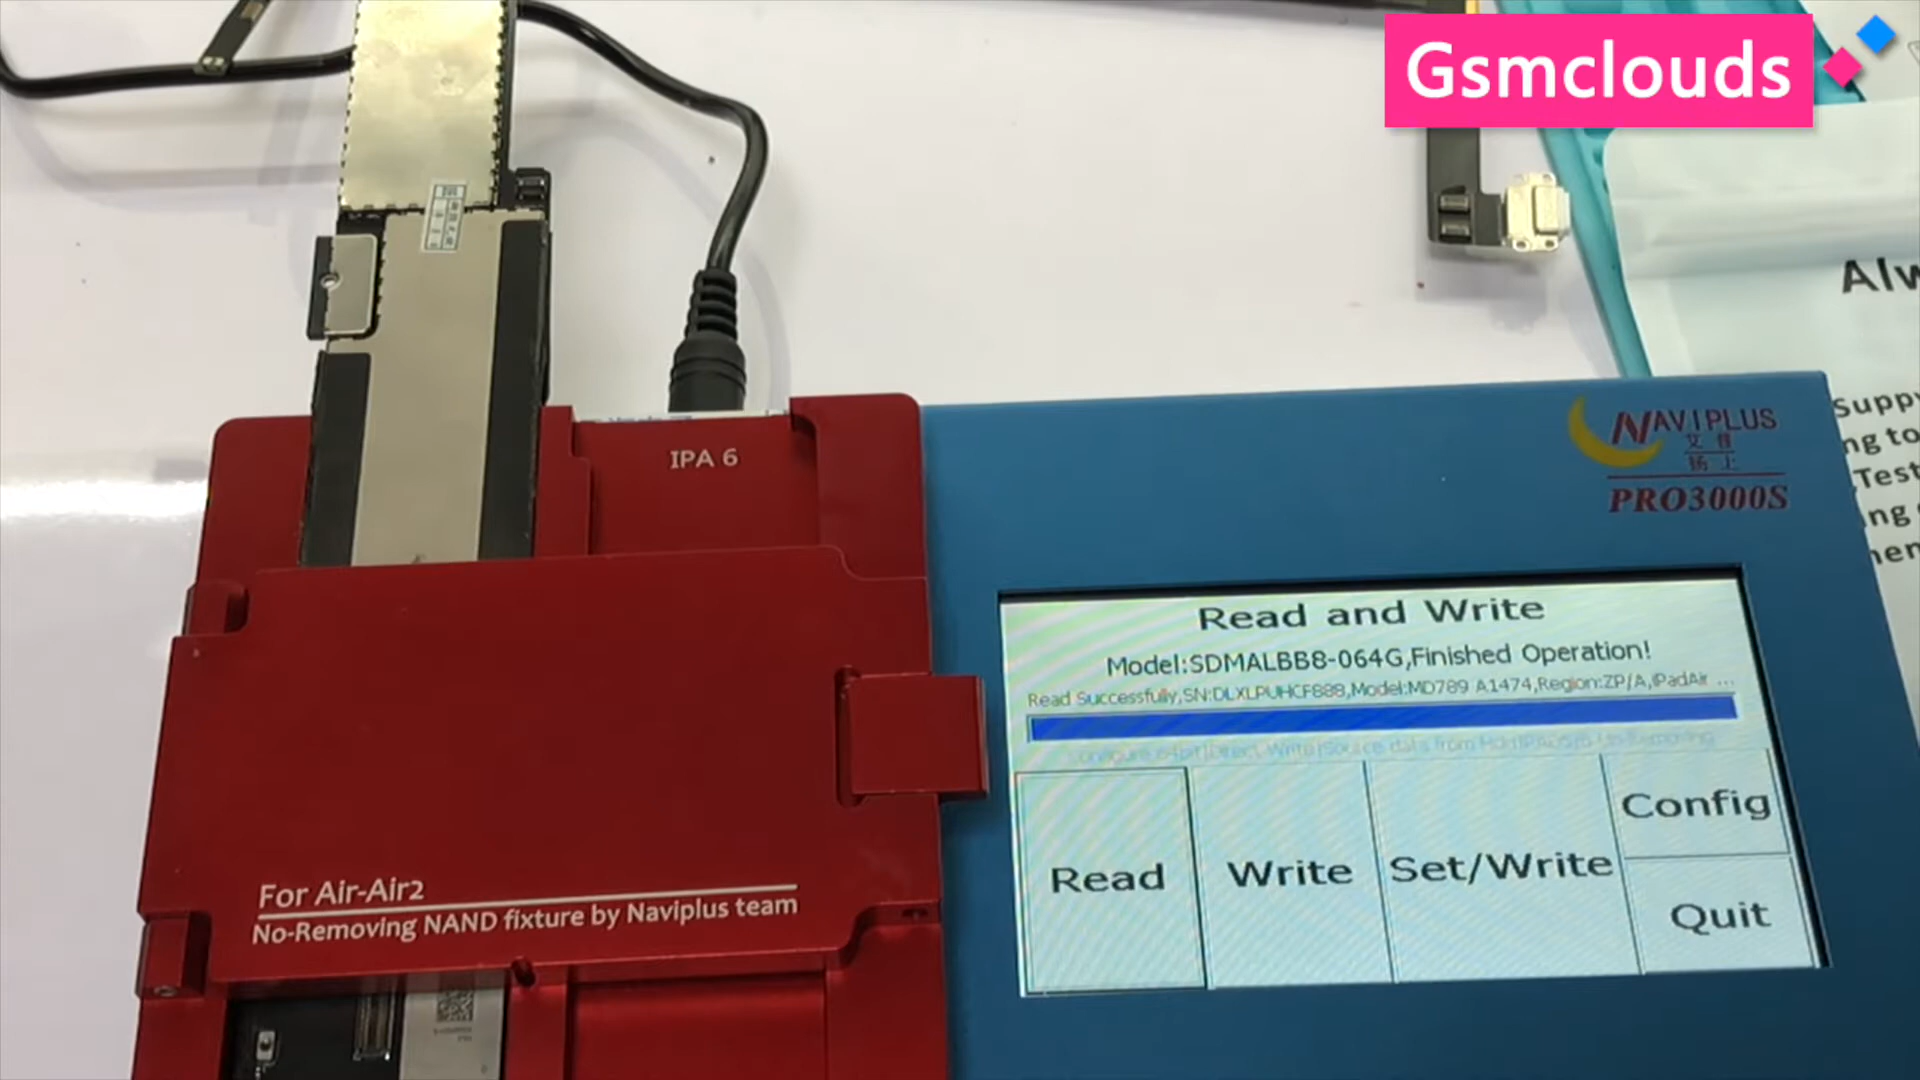 Gsmclouds
Alw
Supp
ng to
Test
ng
NAVIPLUS
PRO3000S
IPA 6
For Air-Air2
No-Removing NAND fixture by Naviplus team
Read and Write
Model:SDMALBB8-064G,Finished Operation!
Read Successfully,SN:DLXLPUHCF888,Model:MD789 A1474,Region:ZP/A,iPadAir ...
Read
Write
Set/Write
Config
Quit